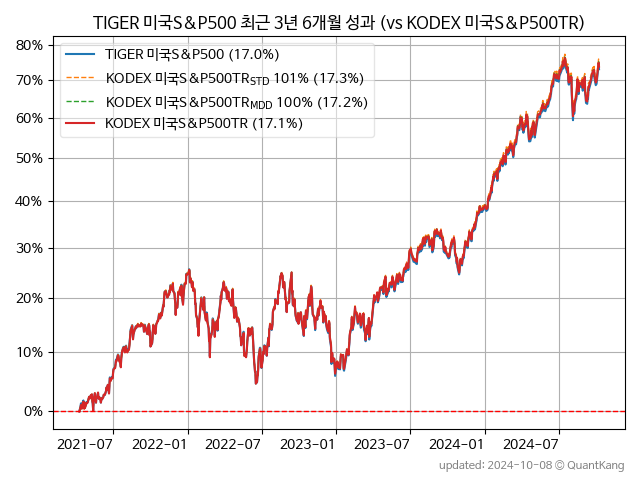 TIGER 미국S&P500 최근 3년 6개월 성과 (vs KODEX 미국S&P500TR)
80%
70%
60%
50%
40%
30%
20%
10%
0%
TIGER 미국S&P500 (17.0%)
KODEX 미국S&P500TR_STD 101% (17.3%)
KODEX 미국S&P500TR_MDD 100% (17.2%)
KODEX 미국S&P500TR (17.1%)
2021-07 2022-01 2022-07 2023-01 2023-07 2024-01 2024-07
updated: 2024-10-08 © QuantKang